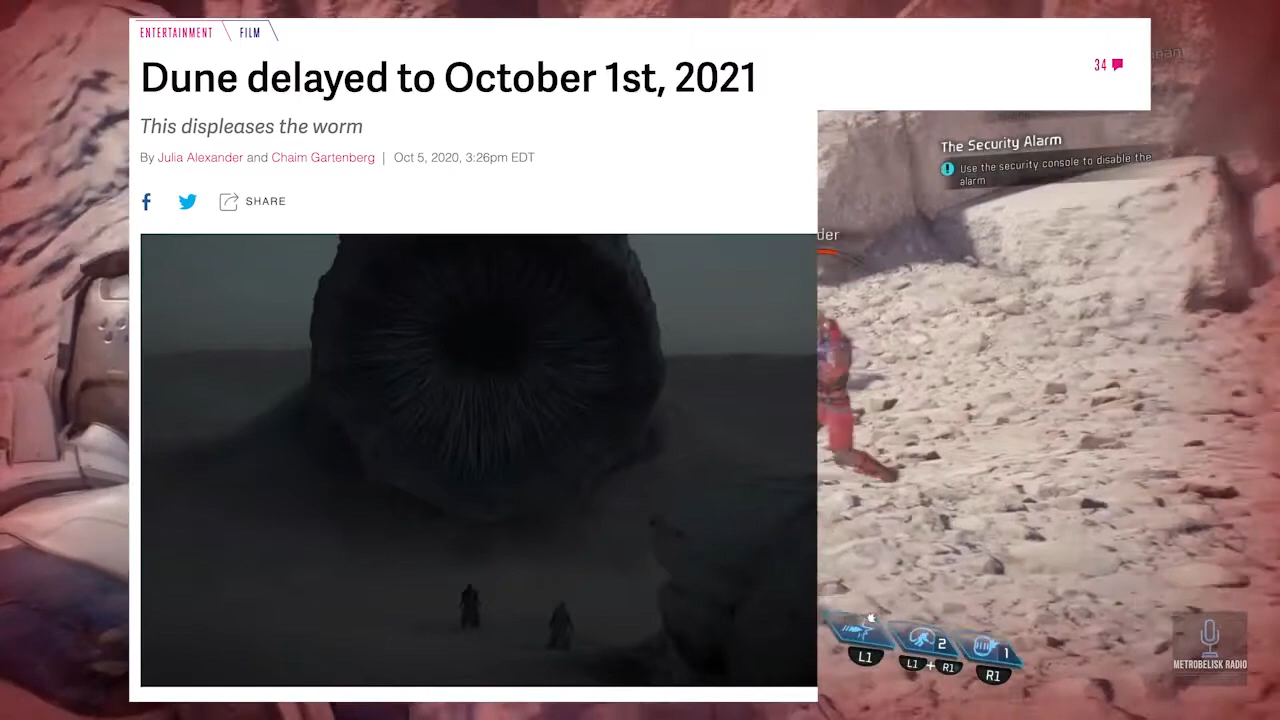 ENTERTAINMENT FILM
Dune delayed to October 1st, 2021
34
This displeases the worm
By Julia Alexander and Chaim Gartenberg | Oct 5, 2020, 3:26pm EDT
SHARE
The Security Alarm
Use the security console to disable the
alarm
der
L1
2
L1 + R1
1
R1
METROBELISK RADIO